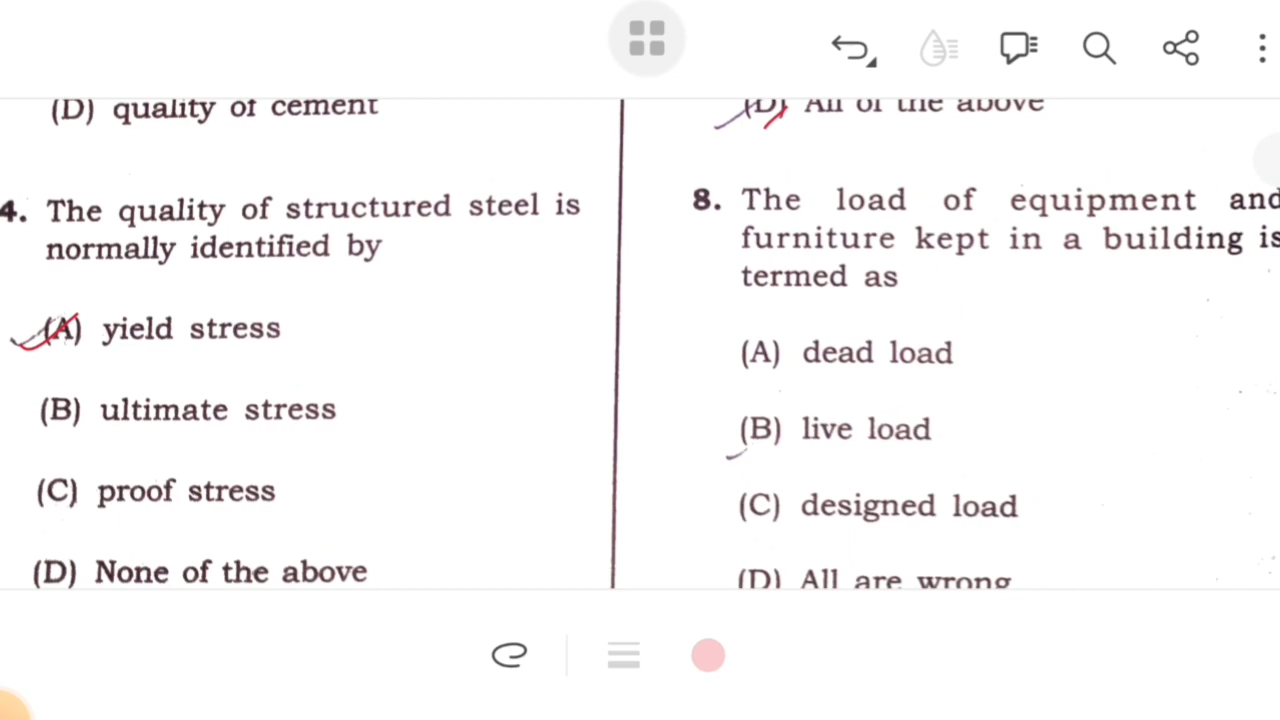 (D) quality of cement
4. The quality of structured steel is
normally identified by
(A) yield stress
(B) ultimate stress
(C) proof stress
(D) None of the above
(D) All of the above
8. The load of equipment and
furniture kept in a building is
termed as
(A) dead load
(B) live load
(C) designed load
(D) All are wrong